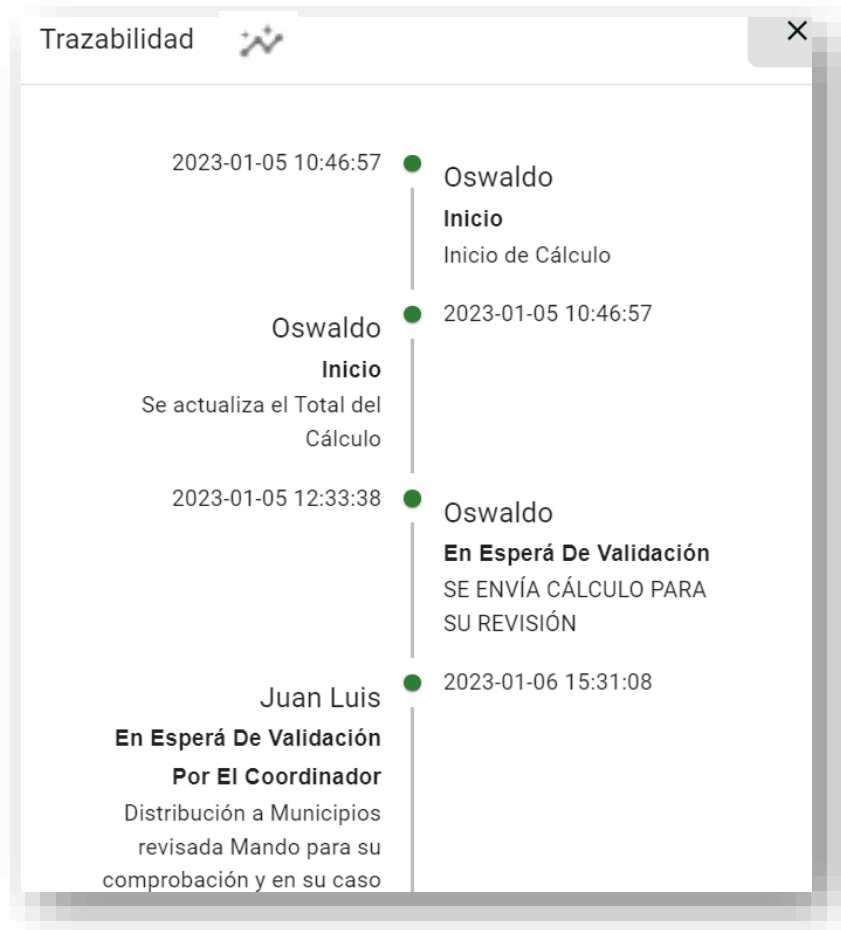 Trazabilidad
2023-01-05 10:46:57
Oswaldo
Inicio
Inicio de Cálculo
2023-01-05 10:46:57
Oswaldo
Inicio
Se actualiza el Total del
Cálculo
2023-01-05 12:33:38
Oswaldo
En Esperá De Validación
SE ENVÍA CÁLCULO PARA
SU REVISIÓN
2023-01-06 15:31:08
Juan Luis
En Esperá De Validación
Por El Coordinador
Distribución a Municipios
revisada Mando para su
comprobación y en su caso